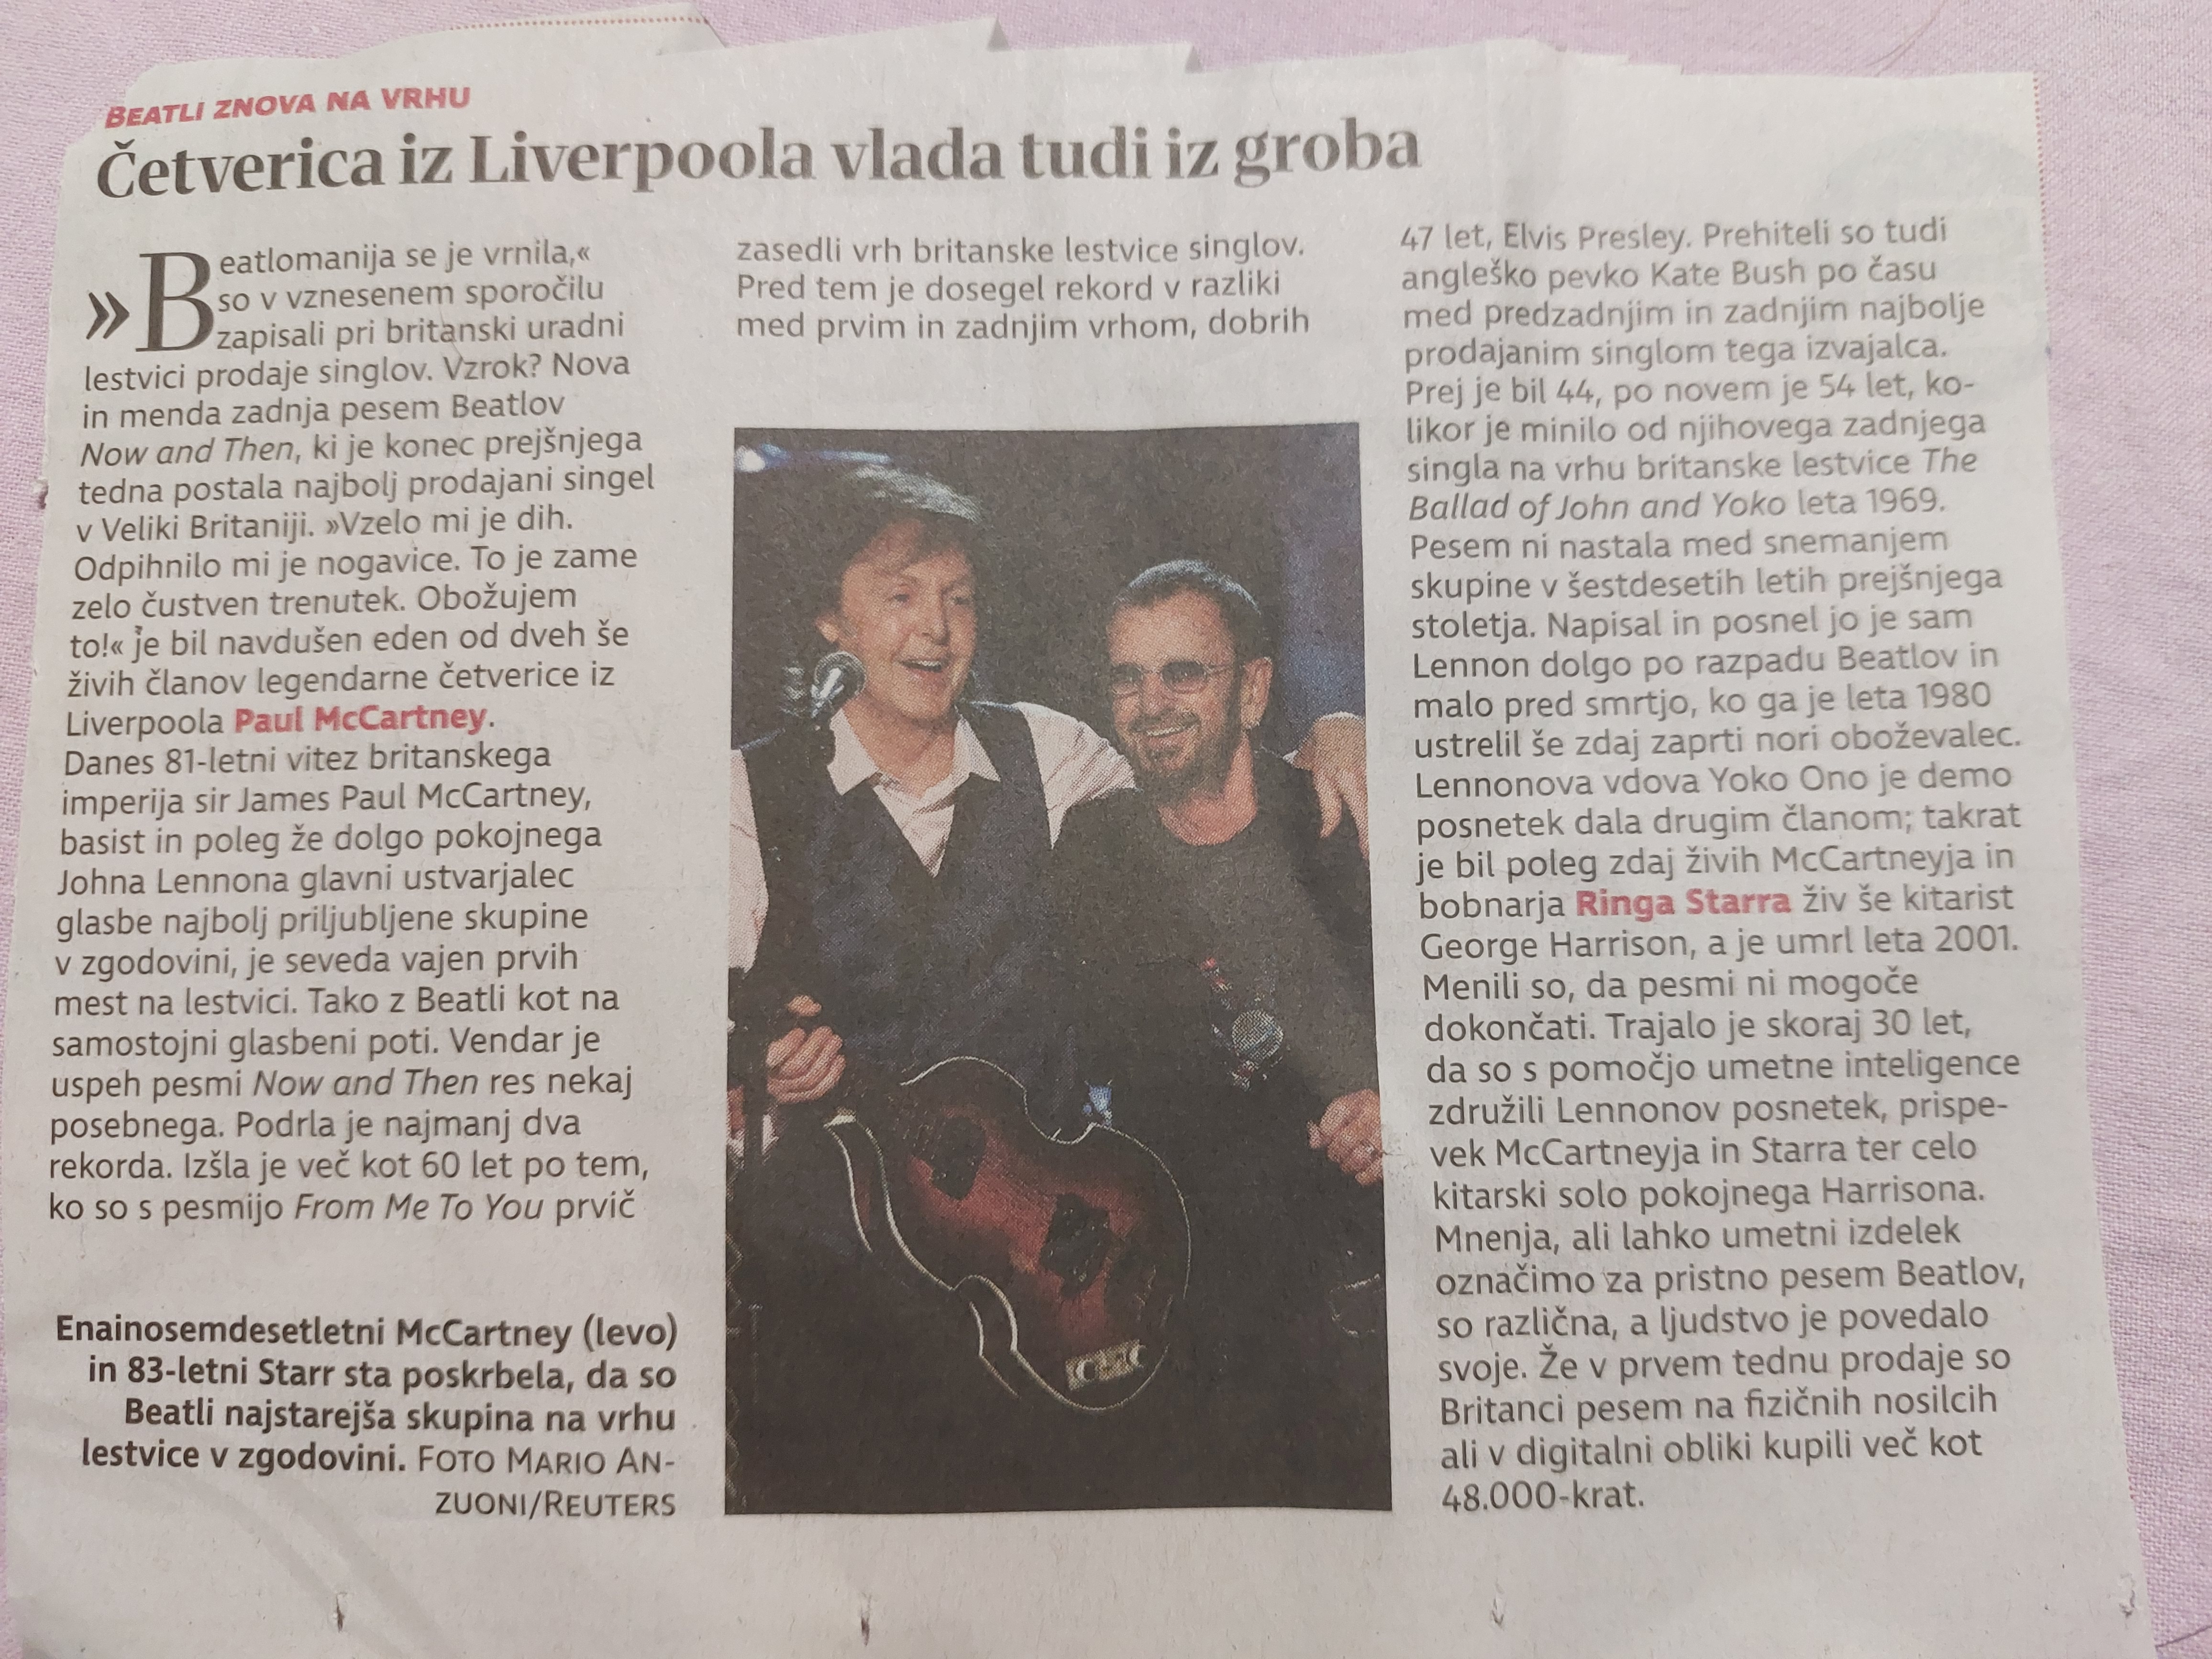 BEATLI ZNOVA NA VRHU
Četverica iz Liverpoola vlada tudi iz groba
»Beatlomanija se je vrnila,«
so v vznesenem sporočilu
zapisali pri britanski uradni
lestvici prodaje singlov. Vzrok? Nova
in menda zadnja pesem Beatlov
Now and Then, ki je konec prejšnjega
tedna postala najbolj prodajani singel
v Veliki Britaniji. »Vzelo mi je dih.
Odpihnilo mi je nogavice. To je zame
zelo čustven trenutek. Obožujem
to!« je bil navdušen eden od dveh še
živih članov legendarne četverice iz
Liverpoola Paul McCartney.
Danes 81-letni vitez britanskega
imperija sir James Paul McCartney,
basist in poleg že dolgo pokojnega
Johna Lennona glavni ustvarjalec
glasbe najbolj priljubljene skupine
v zgodovini, je seveda vajen prvih
mest na lestvici. Tako z Beatli kot na
samostojni glasbeni poti. Vendar je
uspeh pesmi Now and Then res nekaj
posebnega. Podrla je najmanj dva
rekorda. Izšla je več kot 60 let po tem,
ko so s pesmijo From Me To You prvič
Enainosemdesetletni McCartney (levo)
in 83-letni Starr sta poskrbela, da so
Beatli najstarejša skupina na vrhu
lestvice v zgodovini. FOTO MARIO AN-
ZUONI/REUTERS
zasedli vrh britanske lestvice singlov.
Pred tem je dosegel rekord v razliki
med prvim in zadnjim vrhom, dobrih
47 let, Elvis Presley. Prehiteli so tudi
angleško pevko Kate Bush po času
med predzadnjim in zadnjim najbolje
prodajanim singlom tega izvajalca.
Prej je bil 44, po novem je 54 let, ko-
likor je minilo od njihovega zadnjega
singla na vrhu britanske lestvice The
Ballad of John and Yoko leta 1969.
Pesem ni nastala med snemanjem
skupine v šestdesetih letih prejšnjega
stoletja. Napisal in posnel jo je sam
Lennon dolgo po razpadu Beatlov in
malo pred smrtjo, ko ga je leta 1980
ustrelil še zdaj zaprti nori oboževalec.
Lennonova vdova Yoko Ono je demo
posnetek dala drugim članom; takrat
je bil poleg zdaj živih McCartneyja in
bobnarja Ringa Starra živ še kitarist
George Harrison, a je umrl leta 2001.
Menili so, da pesmi ni mogoče
dokončati. Trajalo je skoraj 30 let,
da so s pomočjo umetne inteligence
združili Lennonov posnetek, prispe-
vek McCartneyja in Starra ter celo
kitarski solo pokojnega Harrisona.
Mnenja, ali lahko umetni izdelek
označimo za pristno pesem Beatlov,
so različna, a ljudstvo je povedalo
svoje. Že v prvem tednu prodaje so
Britanci pesem na fizičnih nosilcih
ali v digitalni obliki kupili več kot
48.000-krat.